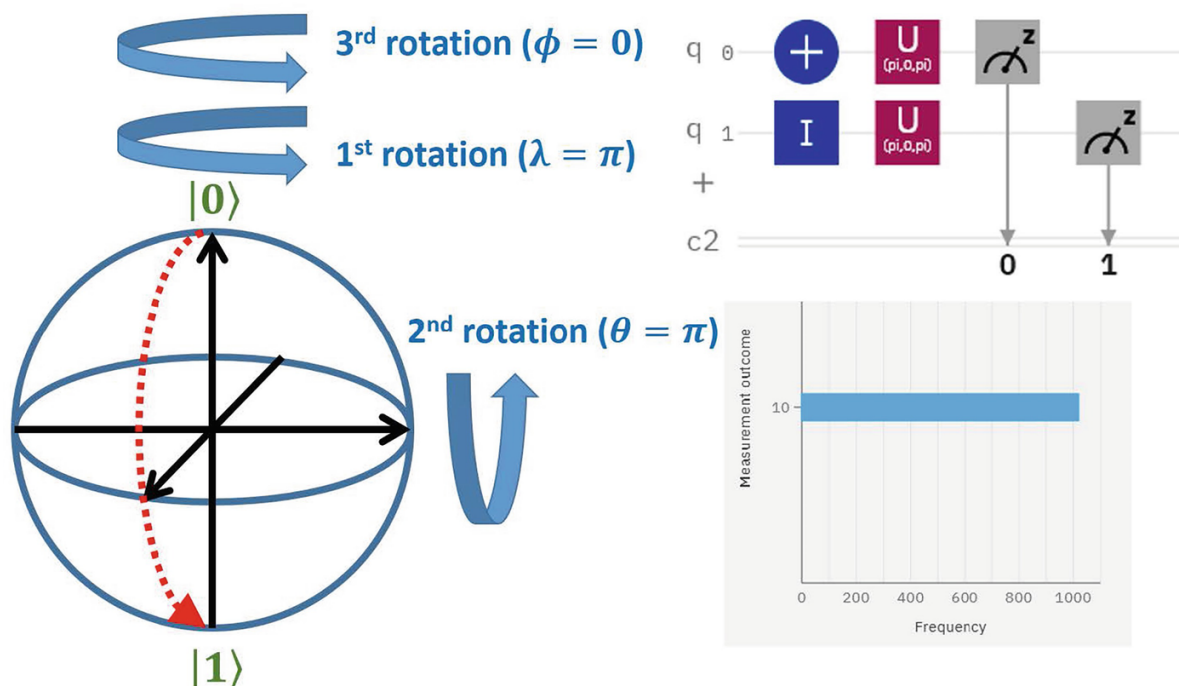 3rd rotation (ϕ = 0)
1st rotation (λ = π)
|0⟩
2nd rotation (θ = π)
|1⟩
q 0
+
U
(pi,0,pi)
z
q 1
I
U
(pi,0,pi)
z
+
c2
0
1
Measurement outcome
10
0
200
400
600
800
1000
Frequency